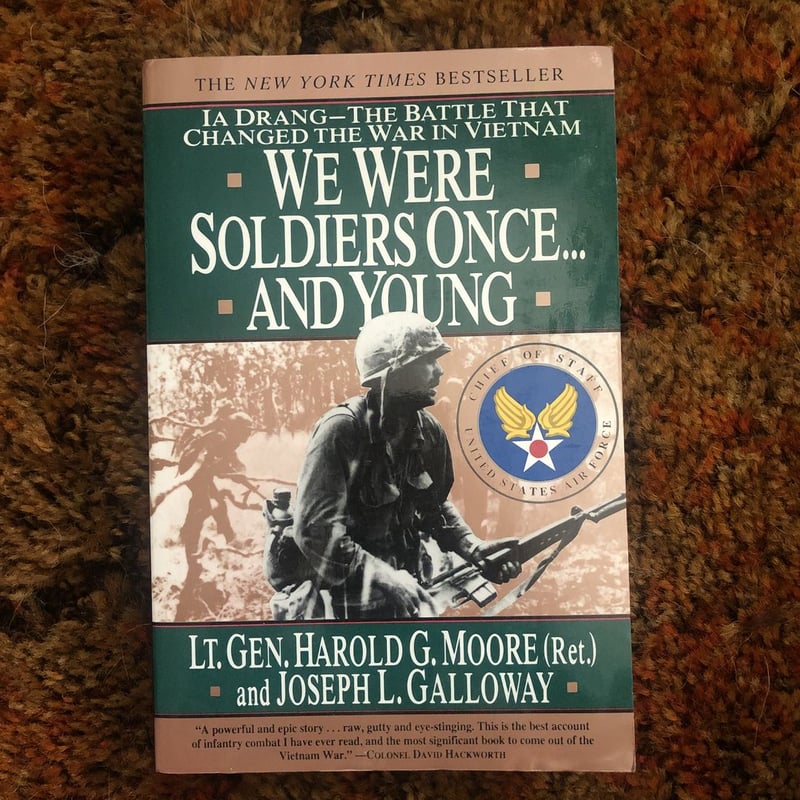 THE NEW YORK TIMES BESTSELLER
IA DRANG–THE BATTLE THAT
CHANGED THE WAR IN VIETNAM
WE WERE
SOLDIERS ONCE...
AND YOUNG
CHIEF OF STAFF
UNITED STATES AIR FORCE
LT. GEN. HAROLD G. MOORE (Ret.)
and JOSEPH L. GALLOWAY
“A powerful and epic story . . . raw, gutty and eye-stinging. This is the best account
of infantry combat I have ever read, and the most significant book to come out of the
Vietnam War.” —COLONEL DAVID HACKWORTH